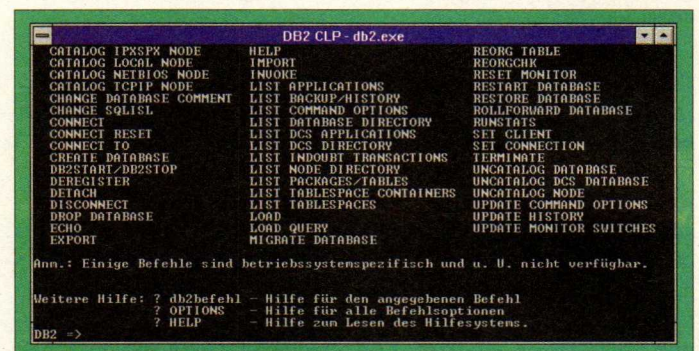 DB2 CLP - db2.exe
CATALOG IPXSPX NODE HELP REORG TABLE
CATALOG LOCAL NODE IMPORT REORGCHK
CATALOG NETBIOS NODE INVOKE RESET MONITOR
CATALOG TCPIP NODE LIST APPLICATIONS RESTART DATABASE
CHANGE DATABASE COMMENT LIST BACKUP/HISTORY RESTORE DATABASE
CHANGE SQLISL LIST COMMAND OPTIONS ROLLFORWARD DATABASE
CONNECT LIST DATABASE DIRECTORY RUNSTATS
CONNECT RESET LIST DCS APPLICATIONS SET CLIENT
CONNECT TO LIST DCS DIRECTORY SET CONNECTION
CREATE DATABASE LIST INDOUBT TRANSACTIONS TERMINATE
DB2START/DB2STOP LIST NODE DIRECTORY UNCATALOG DATABASE
DEREGISTER LIST PACKAGES/TABLES UNCATALOG DCS DATABASE
DETACH LIST TABLESPACE CONTAINERS UNCATALOG NODE
DISCONNECT LIST TABLESPACES UPDATE COMMAND OPTIONS
DROP DATABASE LOAD UPDATE HISTORY
ECHO LOAD QUERY UPDATE MONITOR SWITCHES
EXPORT MIGRATE DATABASE
Anm.: Einige Befehle sind betriebssystemspezifisch und u. U. nicht verfügbar.
Weitere Hilfe: ? db2befehl - Hilfe für den angegebenen Befehl
? OPTIONS - Hilfe für alle Befehlsoptionen
? HELP - Hilfe zum Lesen des Hilfesystems.
DB2 =>